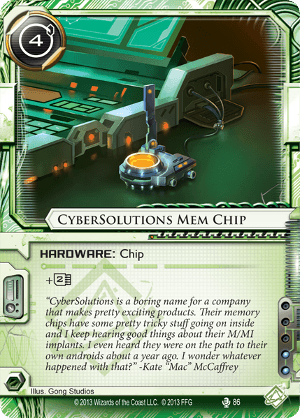 4
CyberSolutions Mem Chip
HARDWARE: Chip
+2
"CyberSolutions is a boring name for a company
that makes pretty exciting products. Their memory
chips have some pretty tricky stuff going on inside
and I keep hearing good things about their M/MI
implants. I even heard they were on the path to their
own androids about a year ago. I wonder whatever
happened with that?" -Kate "Mac" McCaffrey
Illus. Gong Studios
© 2013 Wizards of the Coast LLC. © 2013 FFG
86